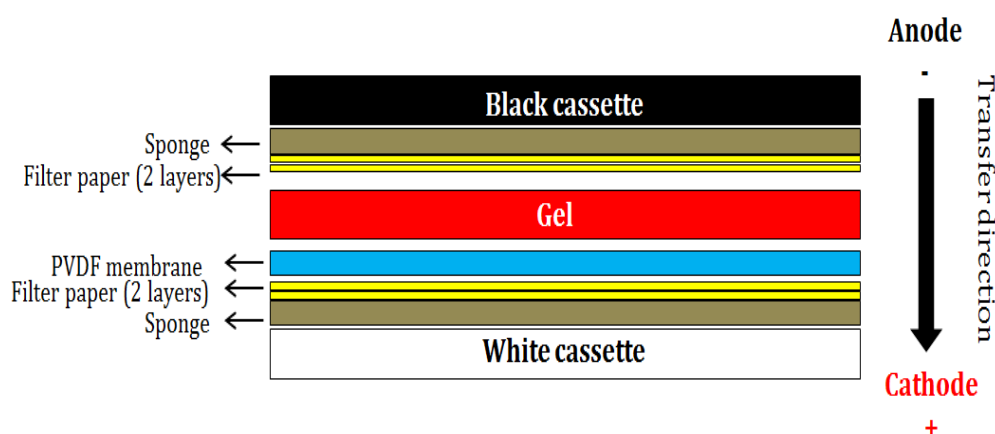 Anode
-
Black cassette
Sponge
Filter paper (2 layers)
Gel
PVDF membrane
Filter paper (2 layers)
Sponge
White cassette
Transfer direction
Cathode
+